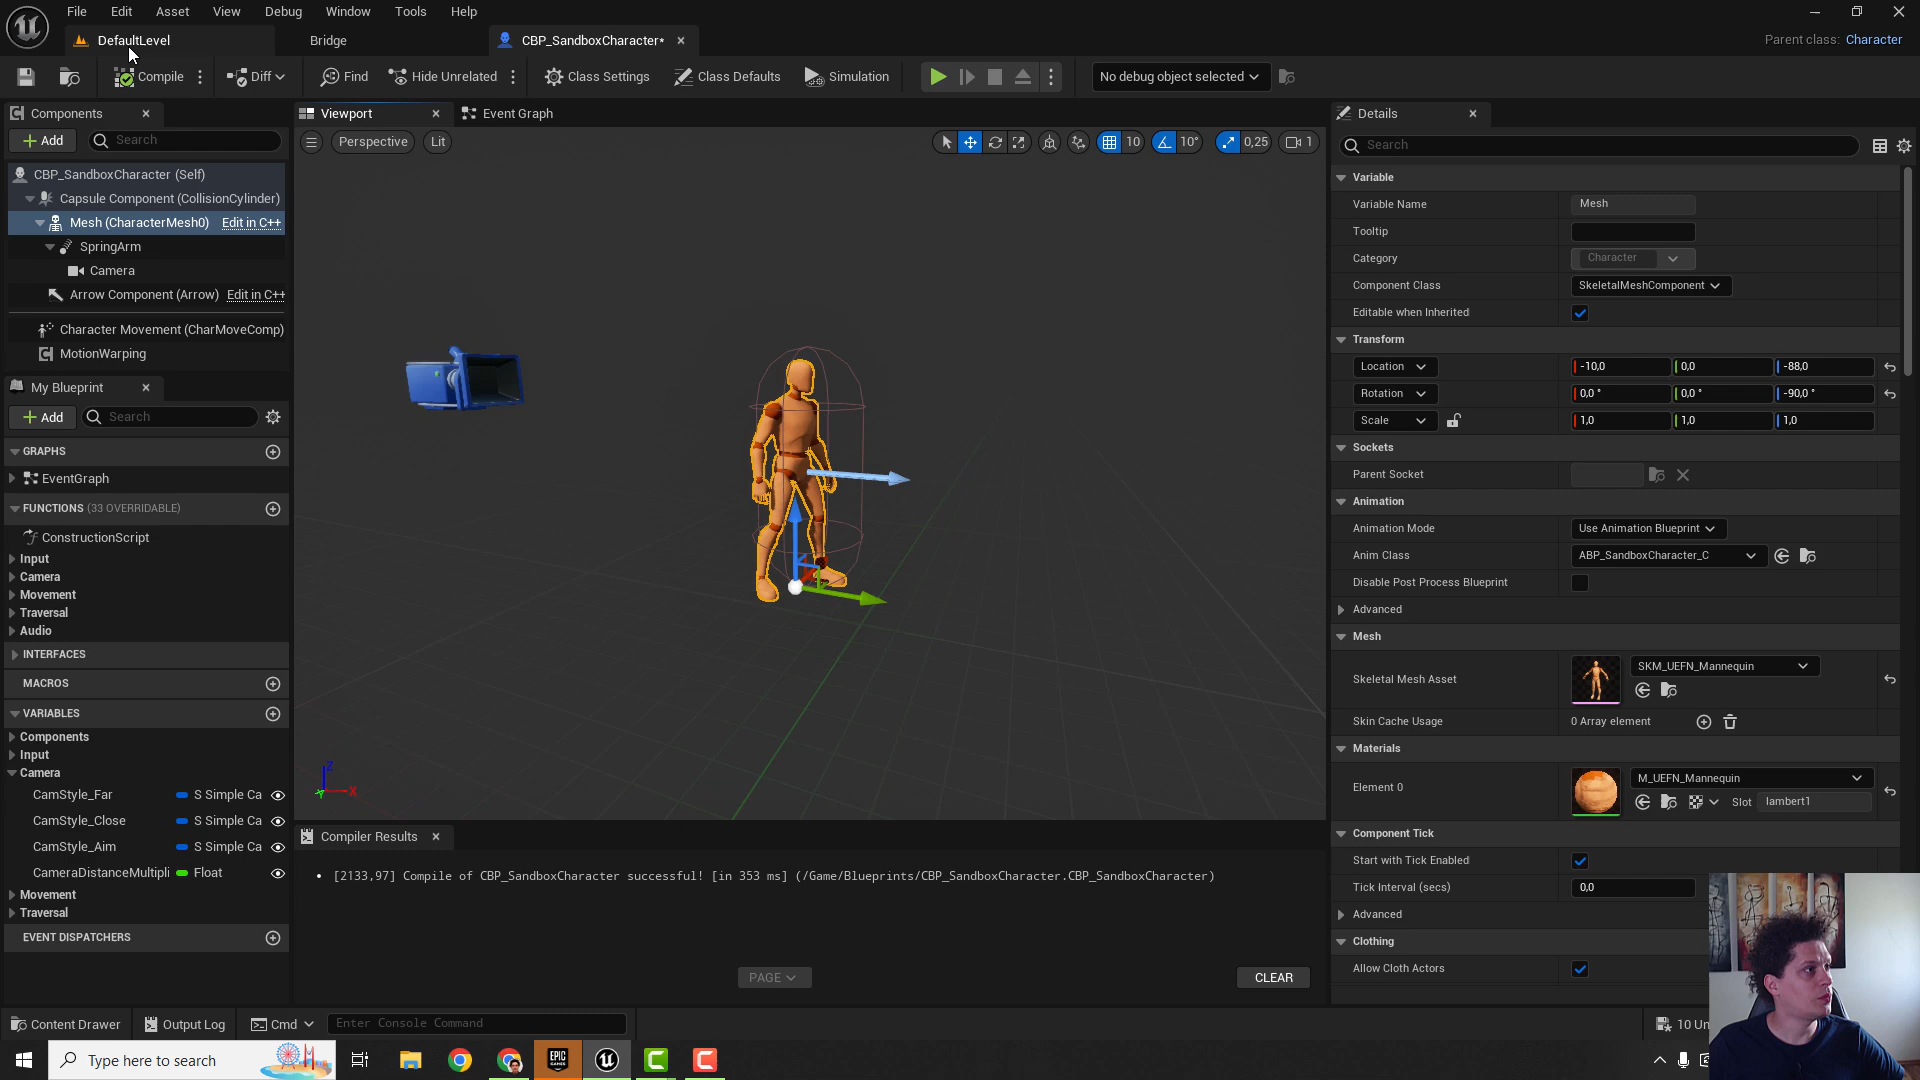 File Edit Asset View Debug Window Tools Help
DefaultLevel Bridge CBP_SandboxCharacter* Parent class: Character
Compile Diff Find Hide Unrelated Class Settings Class Defaults Simulation No debug object selected
Components Viewport Event Graph Details
Add Search Perspective Lit 10 10° 0,25 1 Search
CBP_SandboxCharacter (Self)
Capsule Component (CollisionCylinder)
Mesh (CharacterMesh0) Edit in C++
SpringArm
Camera
Arrow Component (Arrow) Edit in C++
Character Movement (CharMoveComp)
MotionWarping
My Blueprint
Add Search
GRAPHS
EventGraph
FUNCTIONS (33 OVERRIDABLE)
ConstructionScript
Input
Camera
Movement
Traversal
Audio
INTERFACES
MACROS
VARIABLES
Components
Input
Camera
CamStyle_Far S Simple Ca
CamStyle_Close S Simple Ca
CamStyle_Aim S Simple Ca
CameraDistanceMultipli Float
Movement
Traversal
EVENT DISPATCHERS
Z
X
Y
Compiler Results
[2133,97] Compile of CBP_SandboxCharacter successful! [in 353 ms] (/Game/Blueprints/CBP_SandboxCharacter.CBP_SandboxCharacter)
PAGE CLEAR
Variable
Variable Name Mesh
Tooltip
Category Character
Component Class SkeletalMeshComponent
Editable when Inherited
Transform
Location -10,0 0,0 -88,0
Rotation 0,0 ° 0,0 ° -90,0 °
Scale 1,0 1,0 1,0
Sockets
Parent Socket
Animation
Animation Mode Use Animation Blueprint
Anim Class ABP_SandboxCharacter_C
Disable Post Process Blueprint
Advanced
Mesh
Skeletal Mesh Asset SKM_UEFN_Mannequin
Skin Cache Usage 0 Array element
Materials
Element 0 M_UEFN_Mannequin
Slot lambert1
Component Tick
Start with Tick Enabled
Tick Interval (secs) 0,0
Advanced
Clothing
Allow Cloth Actors
Content Drawer Output Log Cmd Enter Console Command 10 Un
Type here to search EPIC GAMES